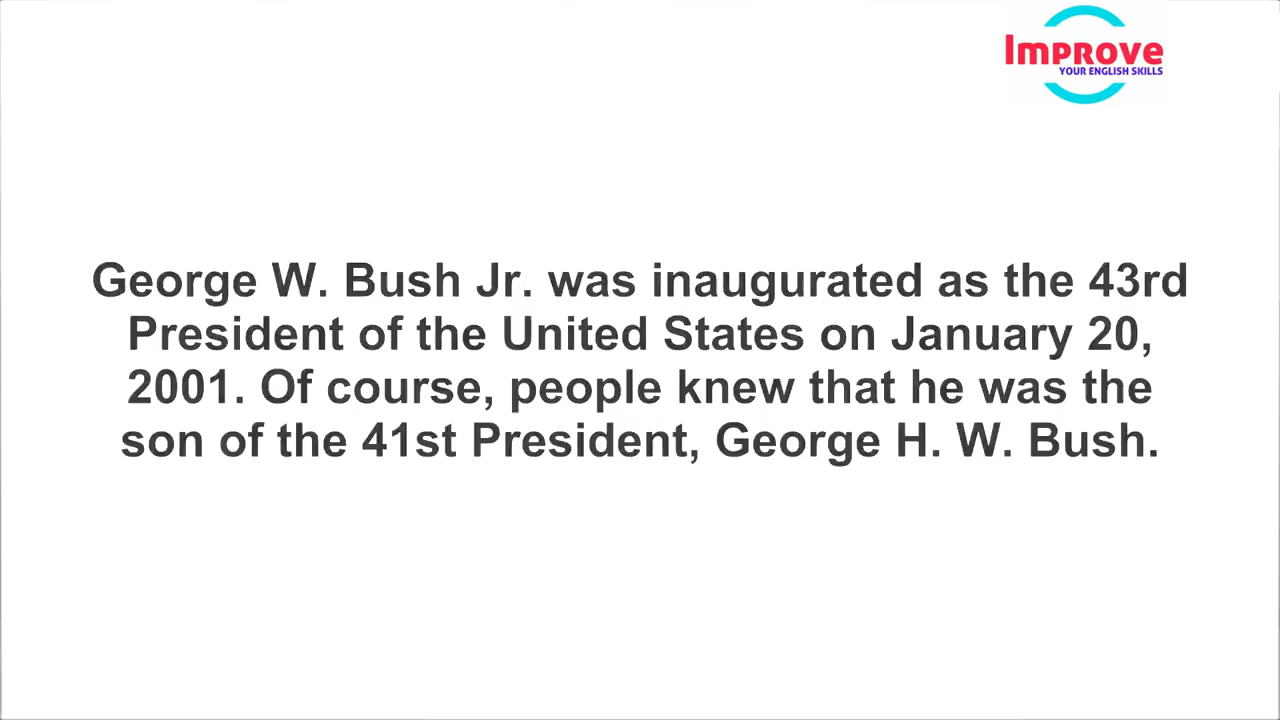 Improve
YOUR ENGLISH SKILLS
George W. Bush Jr. was inaugurated as the 43rd
President of the United States on January 20,
2001. Of course, people knew that he was the
son of the 41st President, George H. W. Bush.